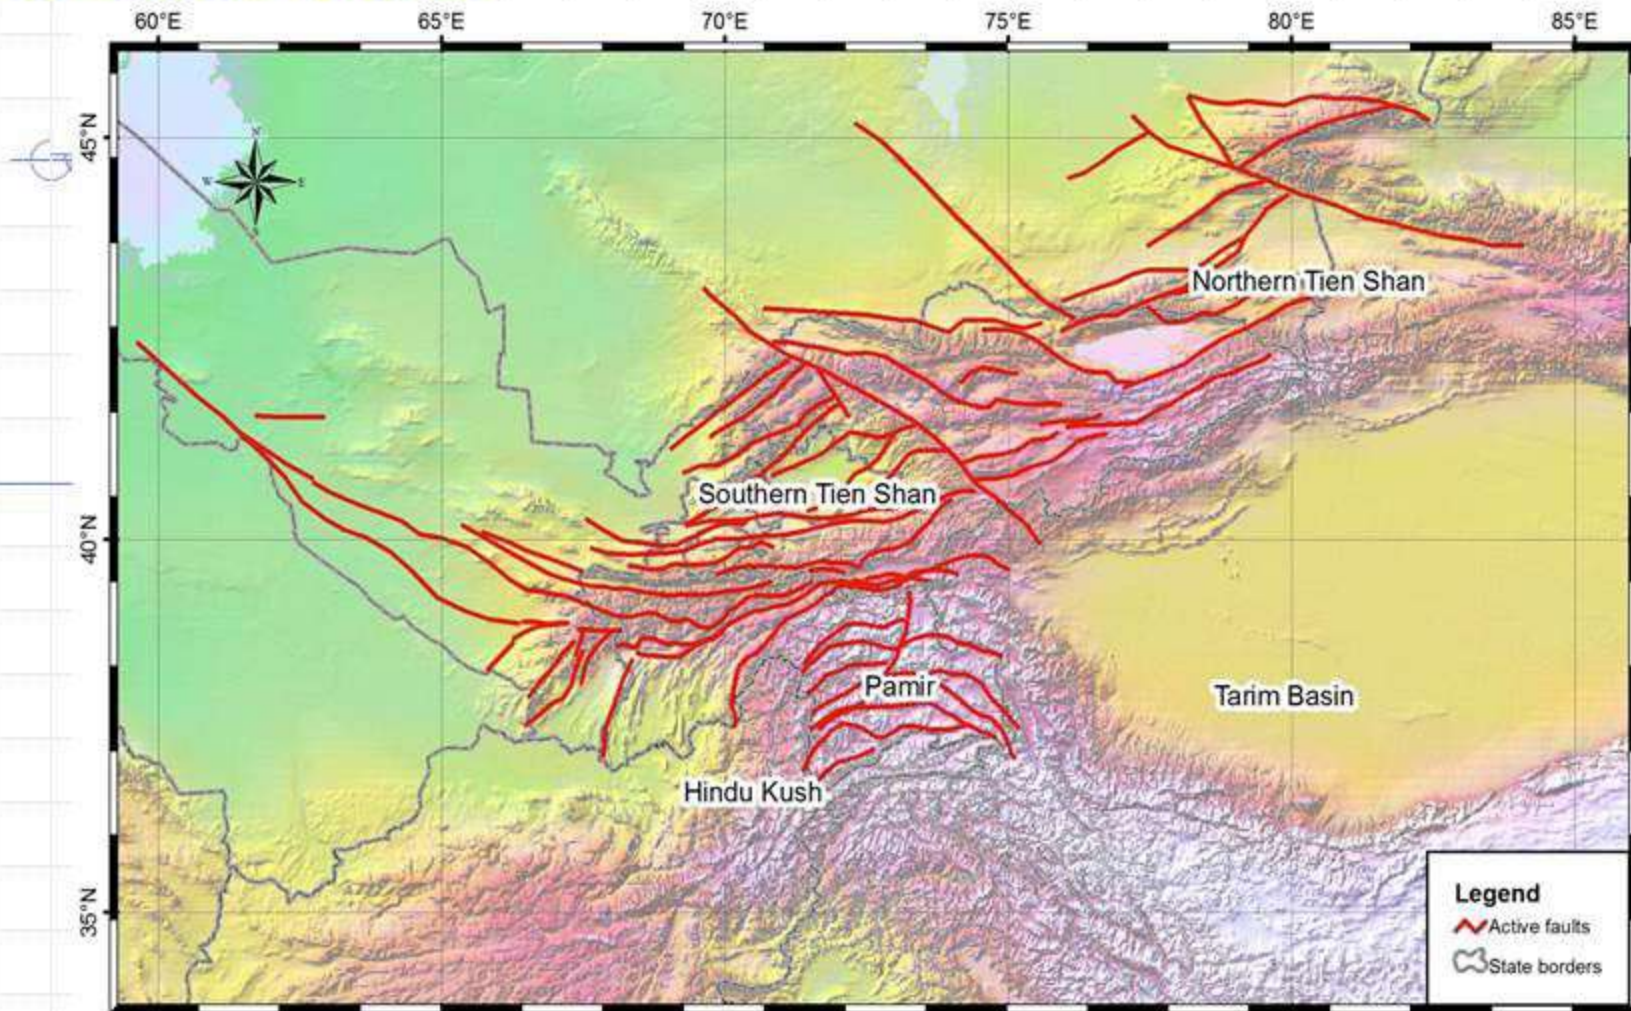 60°E 65°E 70°E 75°E 80°E 85°E
45°N
N
W E
Northern Tien Shan
Southern Tien Shan
40°N
Pamir
Tarim Basin
Hindu Kush
35°N
Legend
Active faults
State borders